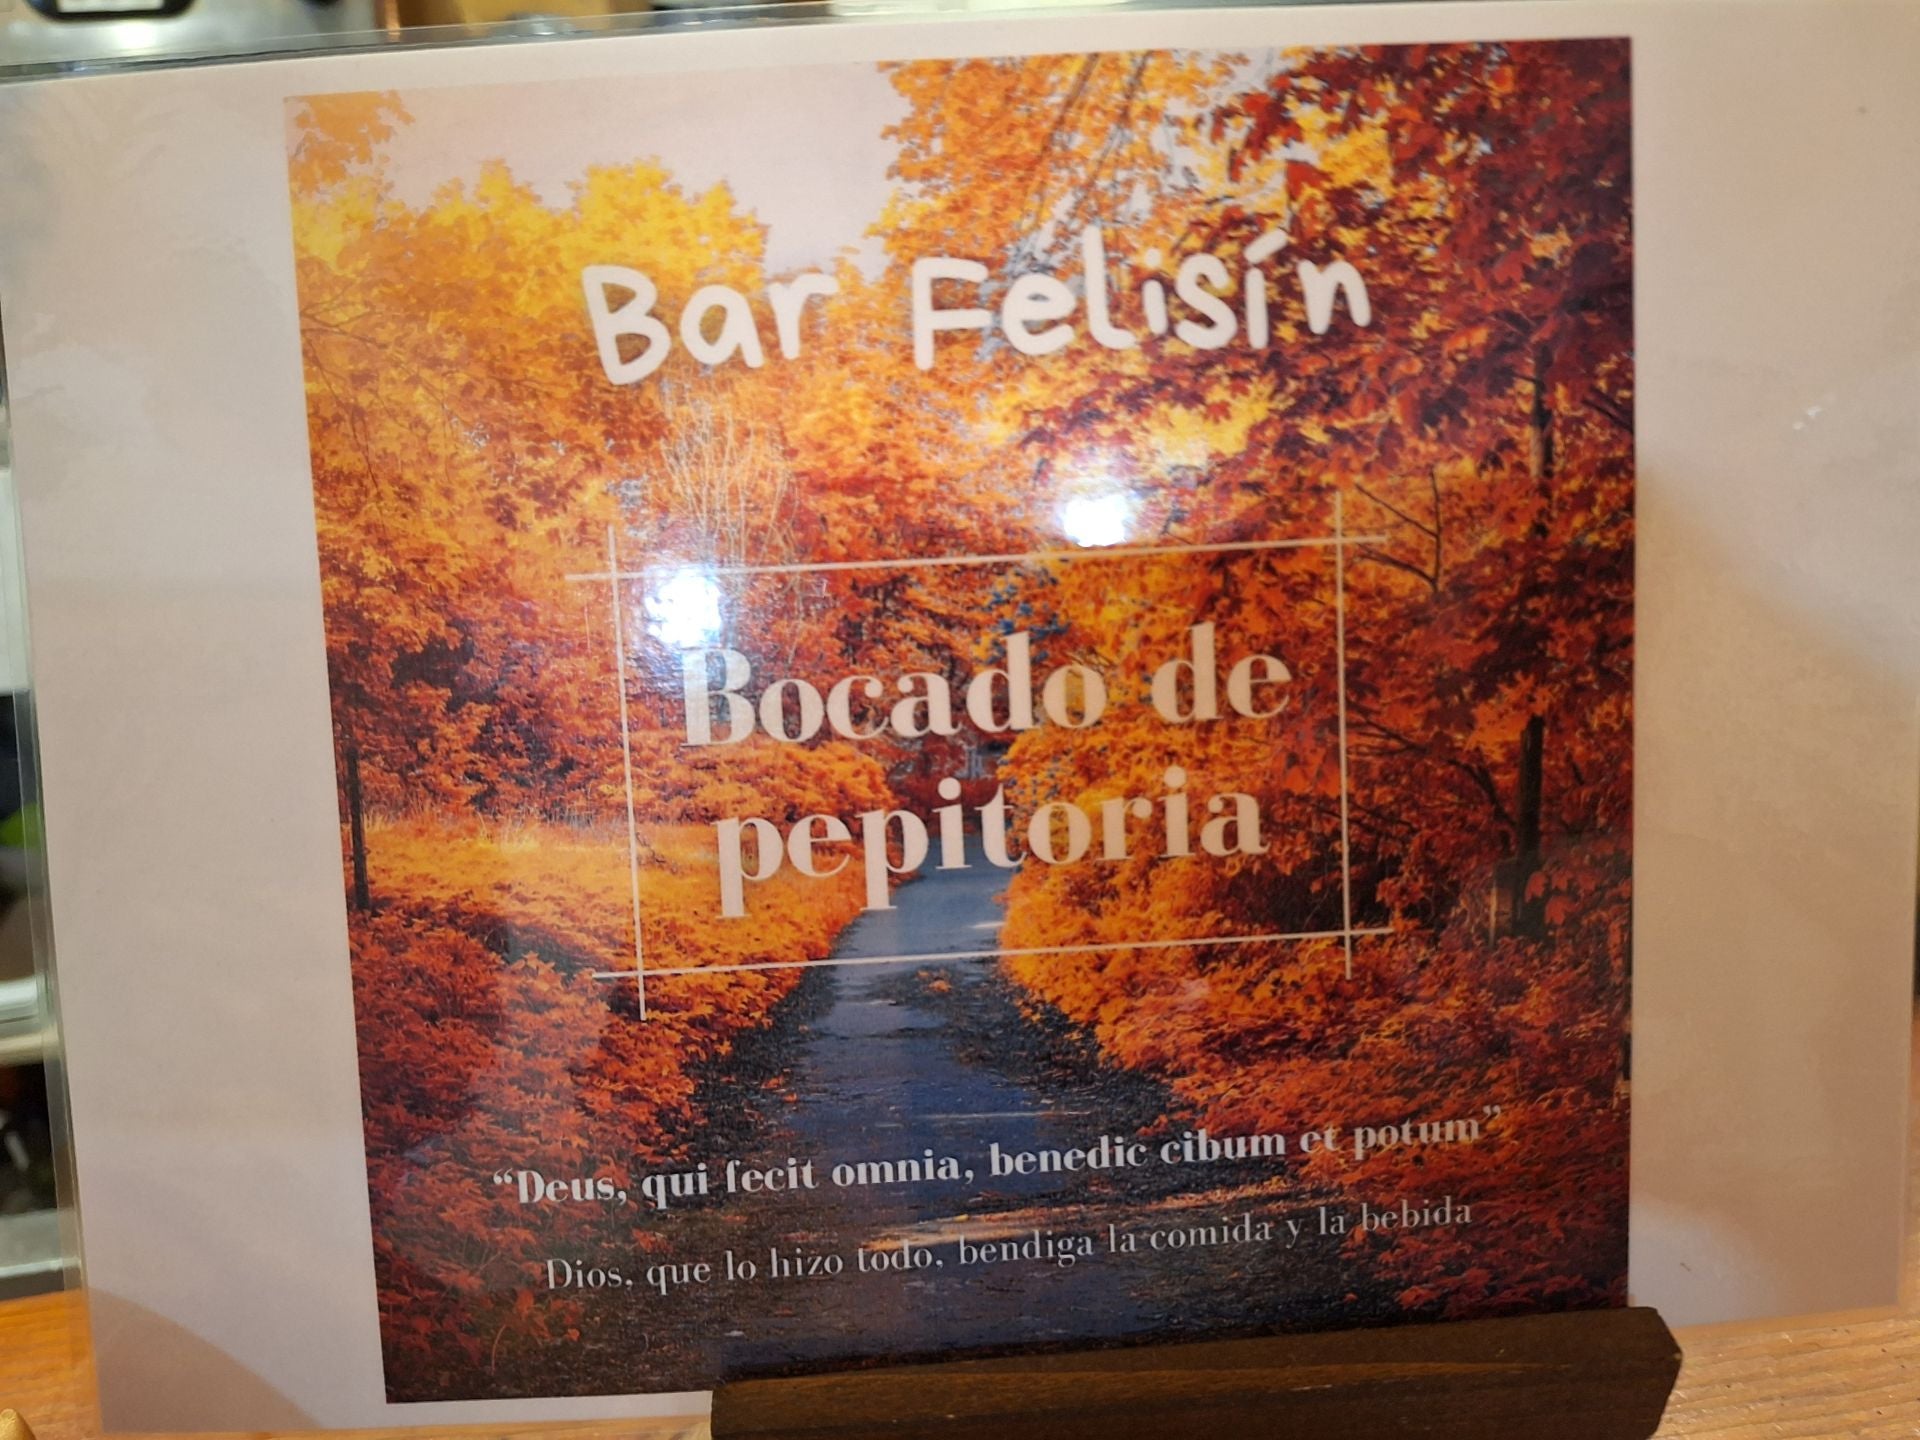 Bar Felisín
Bocado de
pepitoria
“Deus, qui fecit omnia, benedic cibum et potum”
Dios, que lo hizo todo, bendiga la comida y la bebida